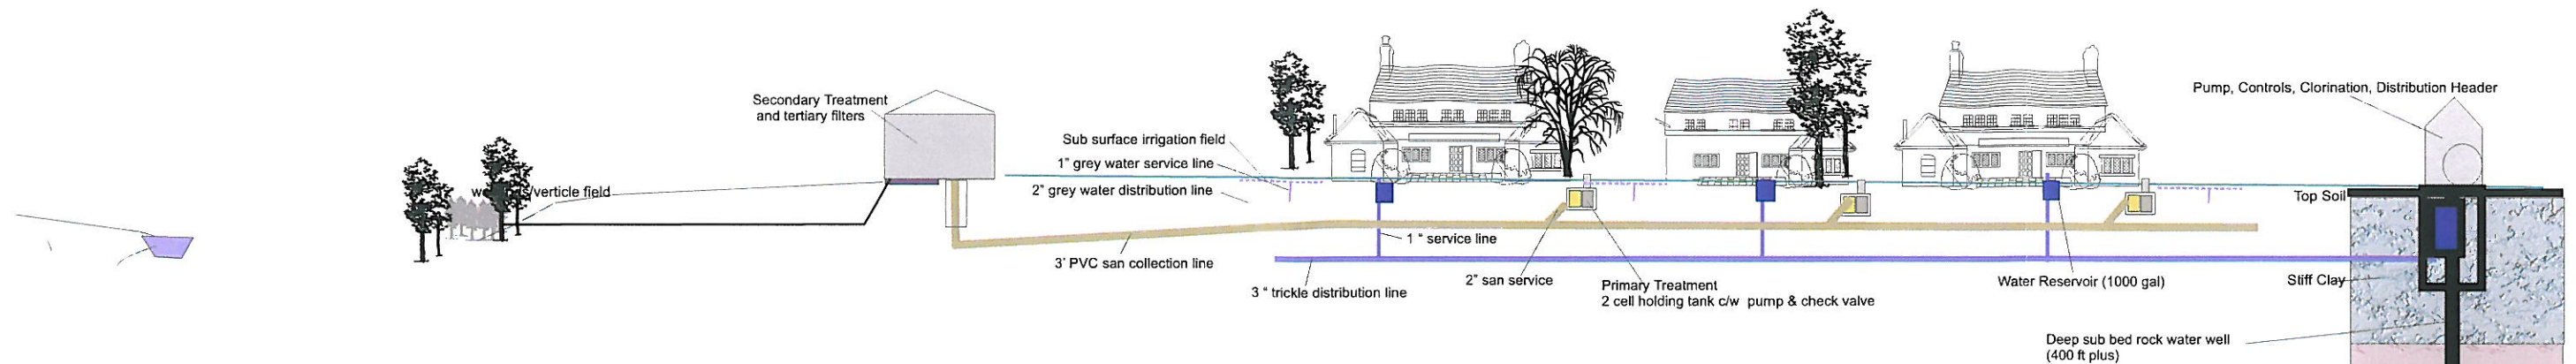 Secondary Treatment
and tertiary filters
/verticle field
Sub surface irrigation field
1" grey water service line
2" grey water distribution line
3' PVC san collection line
1 " service line
3 " trickle distribution line
2" san service
Primary Treatment
2 cell holding tank c/w pump & check valve
Water Reservoir (1000 gal)
Pump, Controls, Clorination, Distribution Header
Top Soil
Stiff Clay
Deep sub bed rock water well
(400 ft plus)